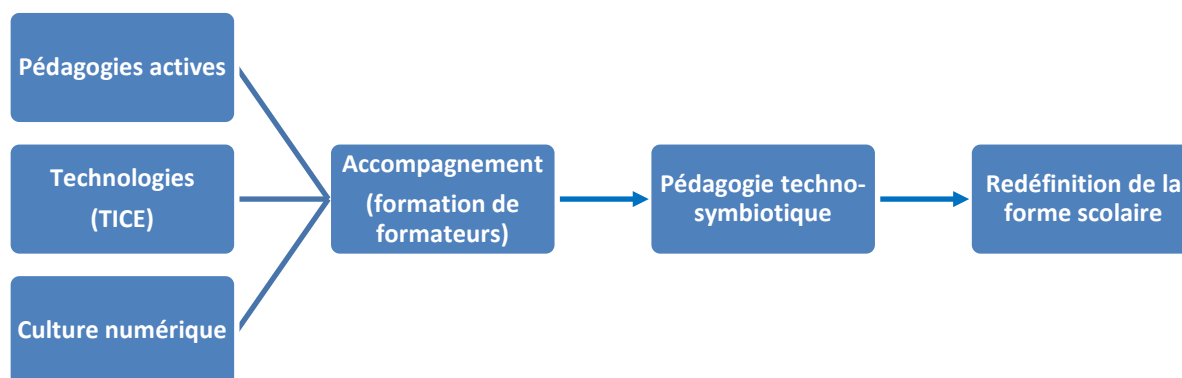 Pédagogies actives
Technologies
(TICE)
Culture numérique
Accompagnement
(formation de
formateurs)
Pédagogie techno-
symbiotique
Redéfinition de la
forme scolaire